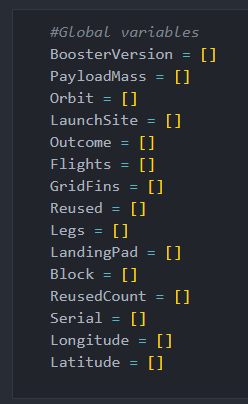 #Global variables
BoosterVersion = []
PayloadMass = []
Orbit = []
LaunchSite = []
Outcome = []
Flights = []
GridFins = []
Reused = []
Legs = []
LandingPad = []
Block = []
ReusedCount = []
Serial = []
Longitude = []
Latitude = []